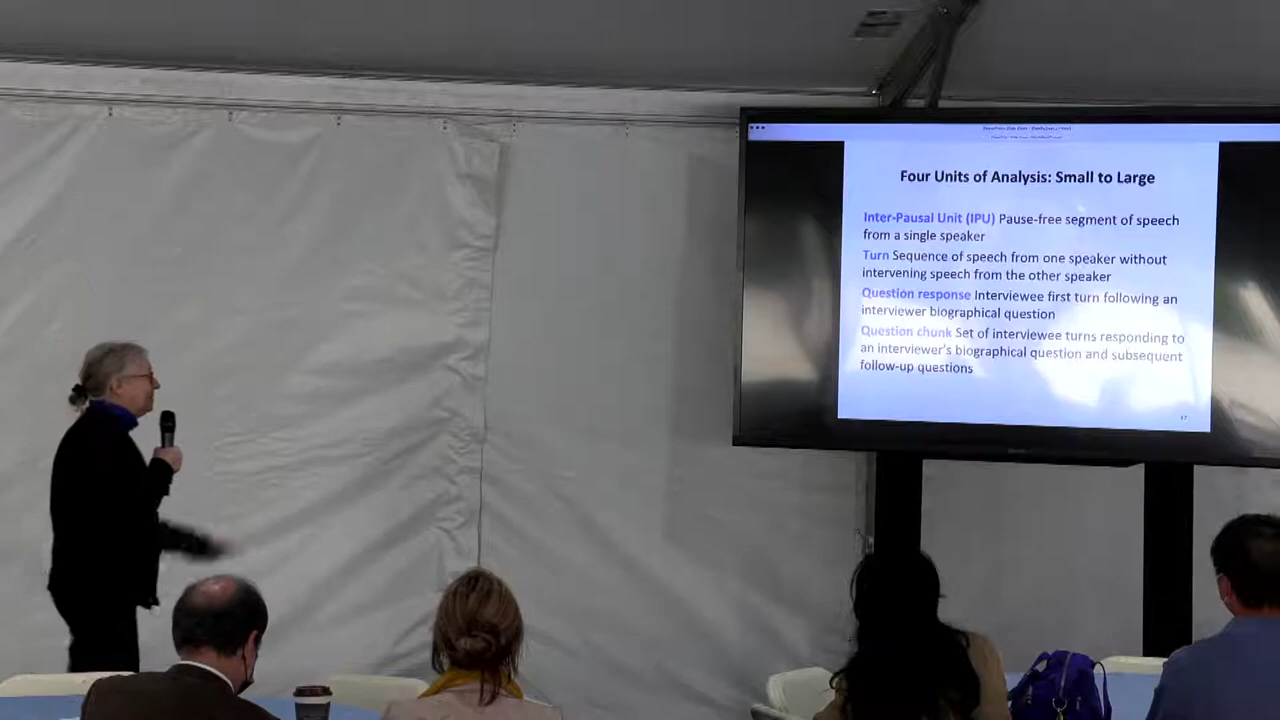 Four Units of Analysis: Small to Large
Inter-Pausal Unit (IPU) Pause-free segment of speech
from a single speaker
Turn Sequence of speech from one speaker without
intervening speech from the other speaker
Question response Interviewee first turn following an
interviewer biographical question
Question chunk Set of interviewee turns responding to
an interviewer's biographical question and subsequent
follow-up questions
17